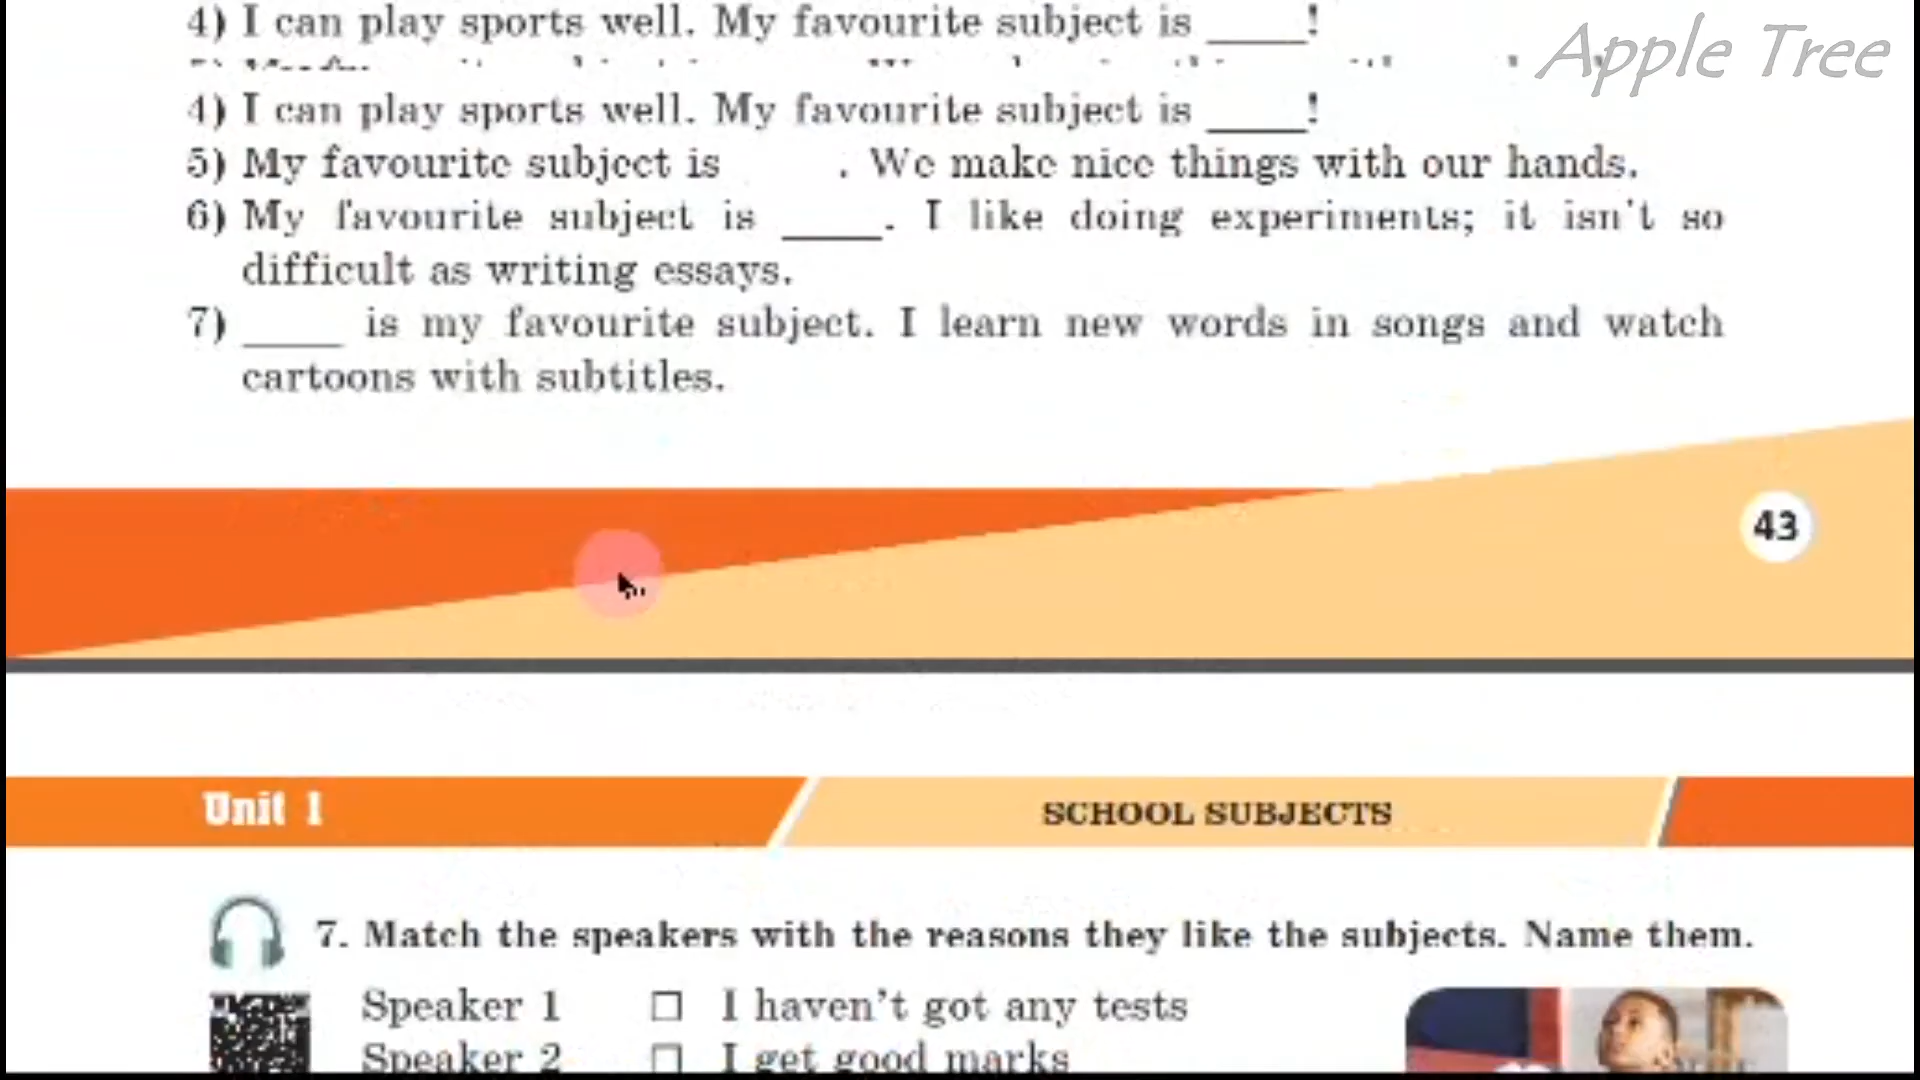 4) I can play sports well. My favourite subject is _____!
Apple Tree
4) I can play sports well. My favourite subject is _____!
5) My favourite subject is . We make nice things with our hands.
6) My favourite subject is _____. I like doing experiments; it isn't so
difficult as writing essays.
7) _____ is my favourite subject. I learn new words in songs and watch
cartoons with subtitles.
43
Unit 1
SCHOOL SUBJECTS
7. Match the speakers with the reasons they like the subjects. Name them.
Speaker 1 ☐ I haven't got any tests
Speaker 2 ☐ I get good marks